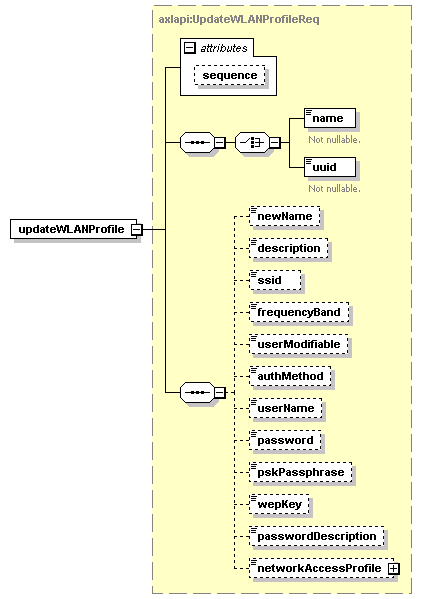 axlapi:UpdateWLANProfileReq
attributes
sequence
name
Not nullable.
uuid
Not nullable.
updateWLANProfile
newName
description
ssid
frequencyBand
userModifiable
authMethod
userName
password
pskPassphrase
wepKey
passwordDescription
networkAccessProfile